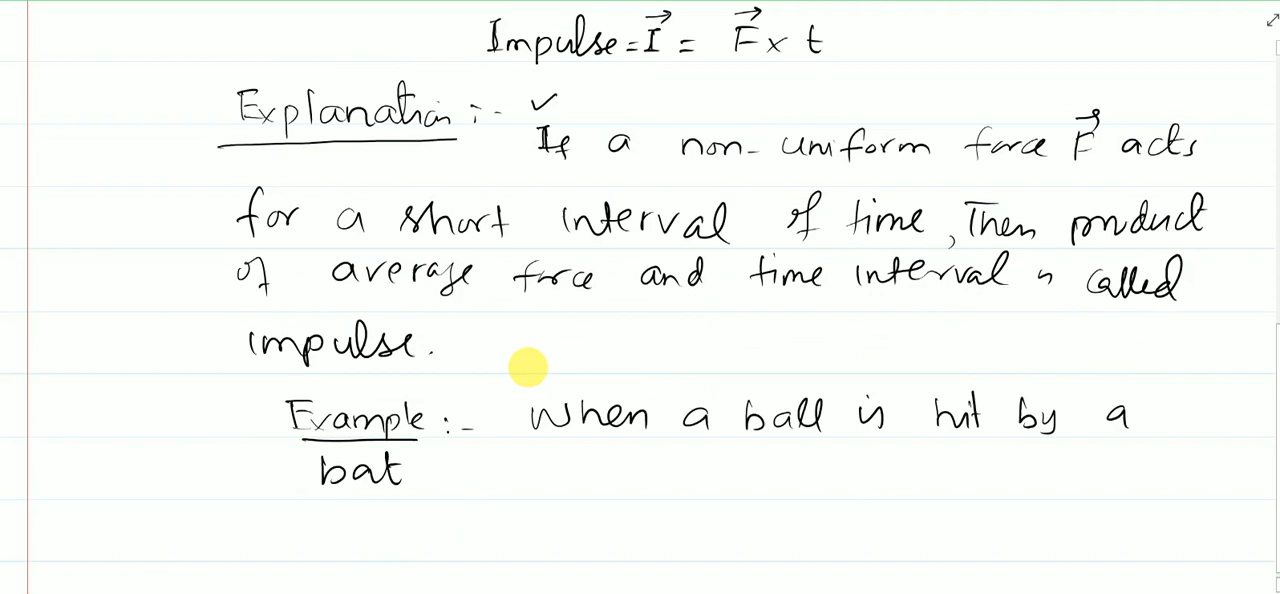 Impulse = I⃗ = F⃗ × t
Explanation :- ✓
If a non-uniform force F⃗ acts
for a short interval of time, Then product
of average force and time interval is called
impulse.
Example :- When a ball is hit by a
bat